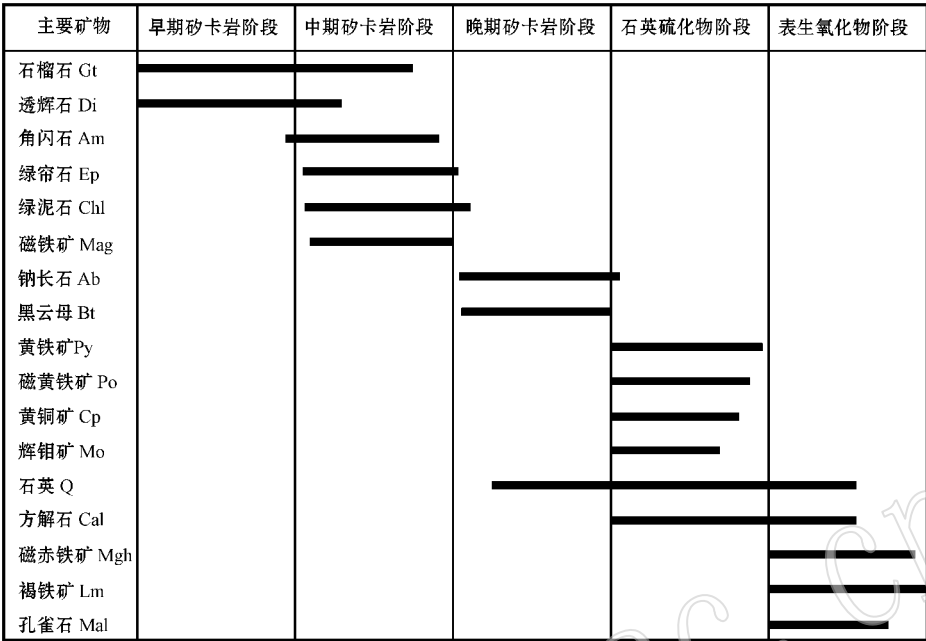 主要矿物 早期矽卡岩阶段 中期矽卡岩阶段 晚期矽卡岩阶段 石英硫化物阶段 表生氧化物阶段
石榴石 Gt
透辉石 Di
角闪石 Am
绿帘石 Ep
绿泥石 Chl
磁铁矿 Mag
钠长石 Ab
黑云母 Bt
黄铁矿Py
磁黄铁矿 Po
黄铜矿 Cp
辉钼矿 Mo
石英 Q
方解石 Cal
磁赤铁矿 Mgh
褐铁矿 Lm
孔雀石 Mal